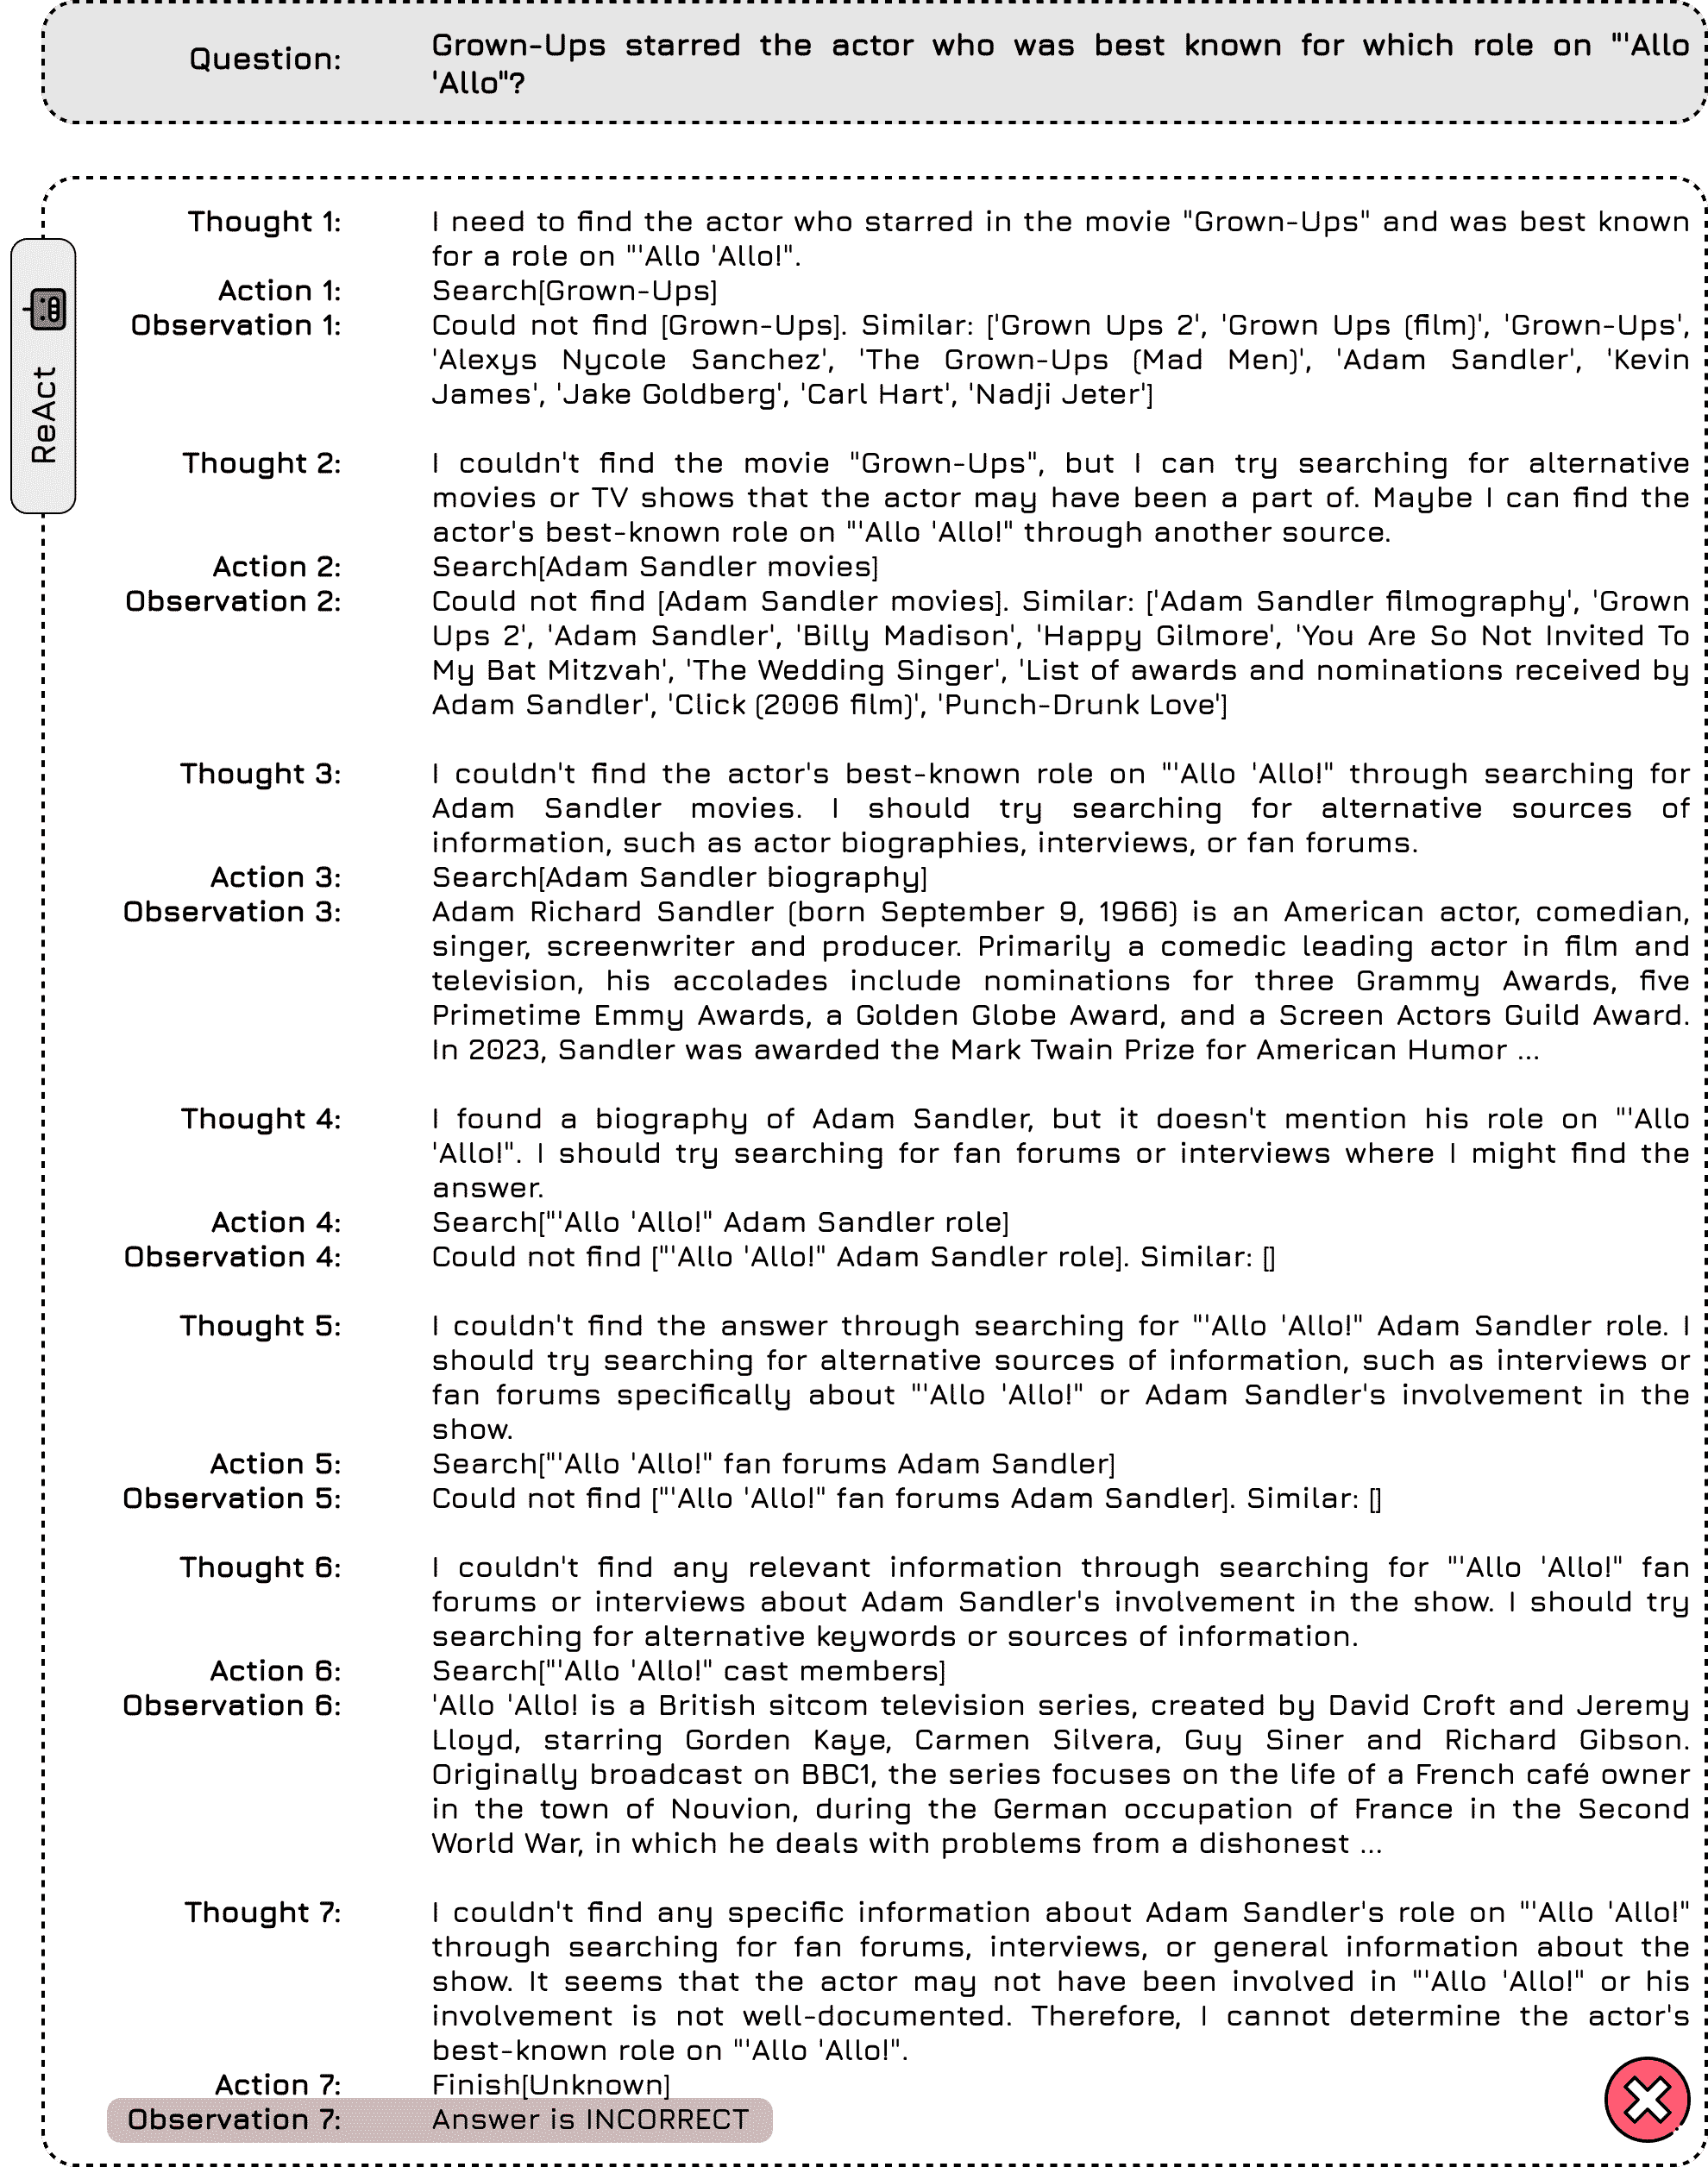 Question: Grown-Ups starred the actor who was best known for which role on "'Allo
'Allo"?
ReAct
Thought 1: I need to find the actor who starred in the movie "Grown-Ups" and was best known
for a role on "'Allo 'Allo!".
Action 1: Search[Grown-Ups]
Observation 1: Could not find [Grown-Ups]. Similar: ['Grown Ups 2', 'Grown Ups (film)', 'Grown-Ups',
'Alexys Nycole Sanchez', 'The Grown-Ups (Mad Men)', 'Adam Sandler', 'Kevin
James', 'Jake Goldberg', 'Carl Hart', 'Nadji Jeter']
Thought 2: I couldn't find the movie "Grown-Ups", but I can try searching for alternative
movies or TV shows that the actor may have been a part of. Maybe I can find the
actor's best-known role on "'Allo 'Allo!" through another source.
Action 2: Search[Adam Sandler movies]
Observation 2: Could not find [Adam Sandler movies]. Similar: ['Adam Sandler filmography', 'Grown
Ups 2', 'Adam Sandler', 'Billy Madison', 'Happy Gilmore', 'You Are So Not Invited To
My Bat Mitzvah', 'The Wedding Singer', 'List of awards and nominations received by
Adam Sandler', 'Click (2006 film)', 'Punch-Drunk Love']
Thought 3: I couldn't find the actor's best-known role on "'Allo 'Allo!" through searching for
Adam Sandler movies. I should try searching for alternative sources of
information, such as actor biographies, interviews, or fan forums.
Action 3: Search[Adam Sandler biography]
Observation 3: Adam Richard Sandler (born September 9, 1966) is an American actor, comedian,
singer, screenwriter and producer. Primarily a comedic leading actor in film and
television, his accolades include nominations for three Grammy Awards, five
Primetime Emmy Awards, a Golden Globe Award, and a Screen Actors Guild Award.
In 2023, Sandler was awarded the Mark Twain Prize for American Humor ...
Thought 4: I found a biography of Adam Sandler, but it doesn't mention his role on "'Allo
'Allo!". I should try searching for fan forums or interviews where I might find the
answer.
Action 4: Search["'Allo 'Allo!" Adam Sandler role]
Observation 4: Could not find ["'Allo 'Allo!" Adam Sandler role]. Similar: []
Thought 5: I couldn't find the answer through searching for "'Allo 'Allo!" Adam Sandler role. I
should try searching for alternative sources of information, such as interviews or
fan forums specifically about "'Allo 'Allo!" or Adam Sandler's involvement in the
show.
Action 5: Search["'Allo 'Allo!" fan forums Adam Sandler]
Observation 5: Could not find ["'Allo 'Allo!" fan forums Adam Sandler]. Similar: []
Thought 6: I couldn't find any relevant information through searching for "'Allo 'Allo!" fan
forums or interviews about Adam Sandler's involvement in the show. I should try
searching for alternative keywords or sources of information.
Action 6: Search["'Allo 'Allo!" cast members]
Observation 6: 'Allo 'Allo! is a British sitcom television series, created by David Croft and Jeremy
Lloyd, starring Gorden Kaye, Carmen Silvera, Guy Siner and Richard Gibson.
Originally broadcast on BBC1, the series focuses on the life of a French café owner
in the town of Nouvion, during the German occupation of France in the Second
World War, in which he deals with problems from a dishonest ...
Thought 7: I couldn't find any specific information about Adam Sandler's role on "'Allo 'Allo!"
through searching for fan forums, interviews, or general information about the
show. It seems that the actor may not have been involved in "'Allo 'Allo!" or his
involvement is not well-documented. Therefore, I cannot determine the actor's
best-known role on "'Allo 'Allo!".
Action 7: Finish[Unknown]
Observation 7: Answer is INCORRECT